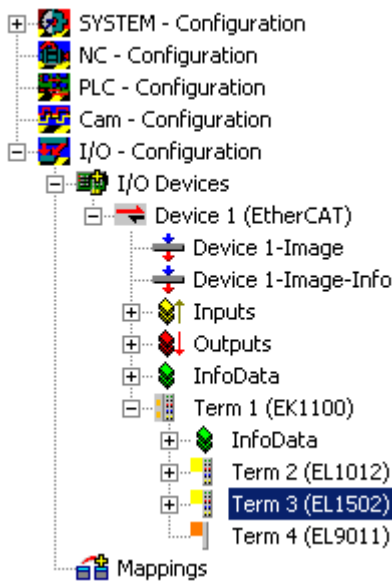 SYSTEM - Configuration
NC - Configuration
PLC - Configuration
Cam - Configuration
I/O - Configuration
I/O Devices
Device 1 (EtherCAT)
Device 1-Image
Device 1-Image-Info
Inputs
Outputs
InfoData
Term 1 (EK1100)
InfoData
Term 2 (EL1012)
Term 3 (EL1502)
Term 4 (EL9011)
Mappings